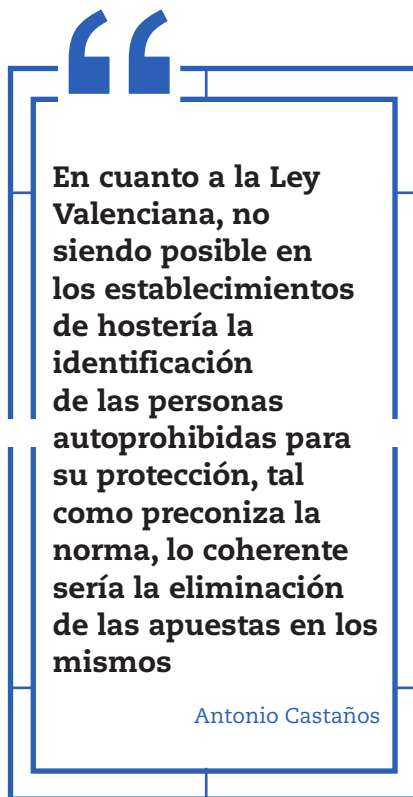 En cuanto a la Ley
Valenciana, no
siendo posible en
los establecimientos
de hostería la
identificación
de las personas
autoprohibidas para
su protección, tal
como preconiza la
norma, lo coherente
sería la eliminación
de las apuestas en los
mismos
Antonio Castaños